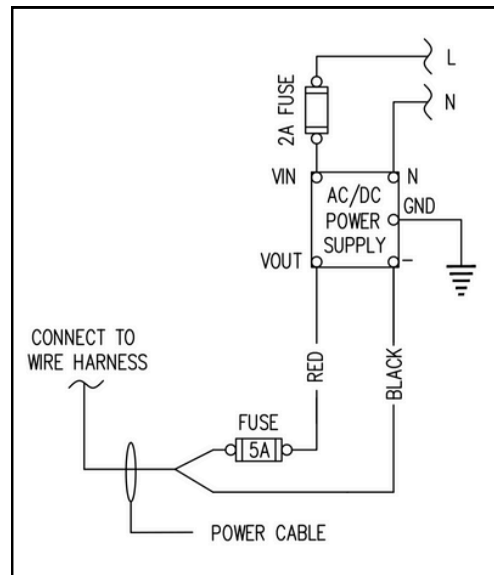 L
N
2A FUSE
VIN
N
AC/DC
POWER
SUPPLY
GND
VOUT
-
CONNECT TO
WIRE HARNESS
RED
BLACK
FUSE
5A
POWER CABLE